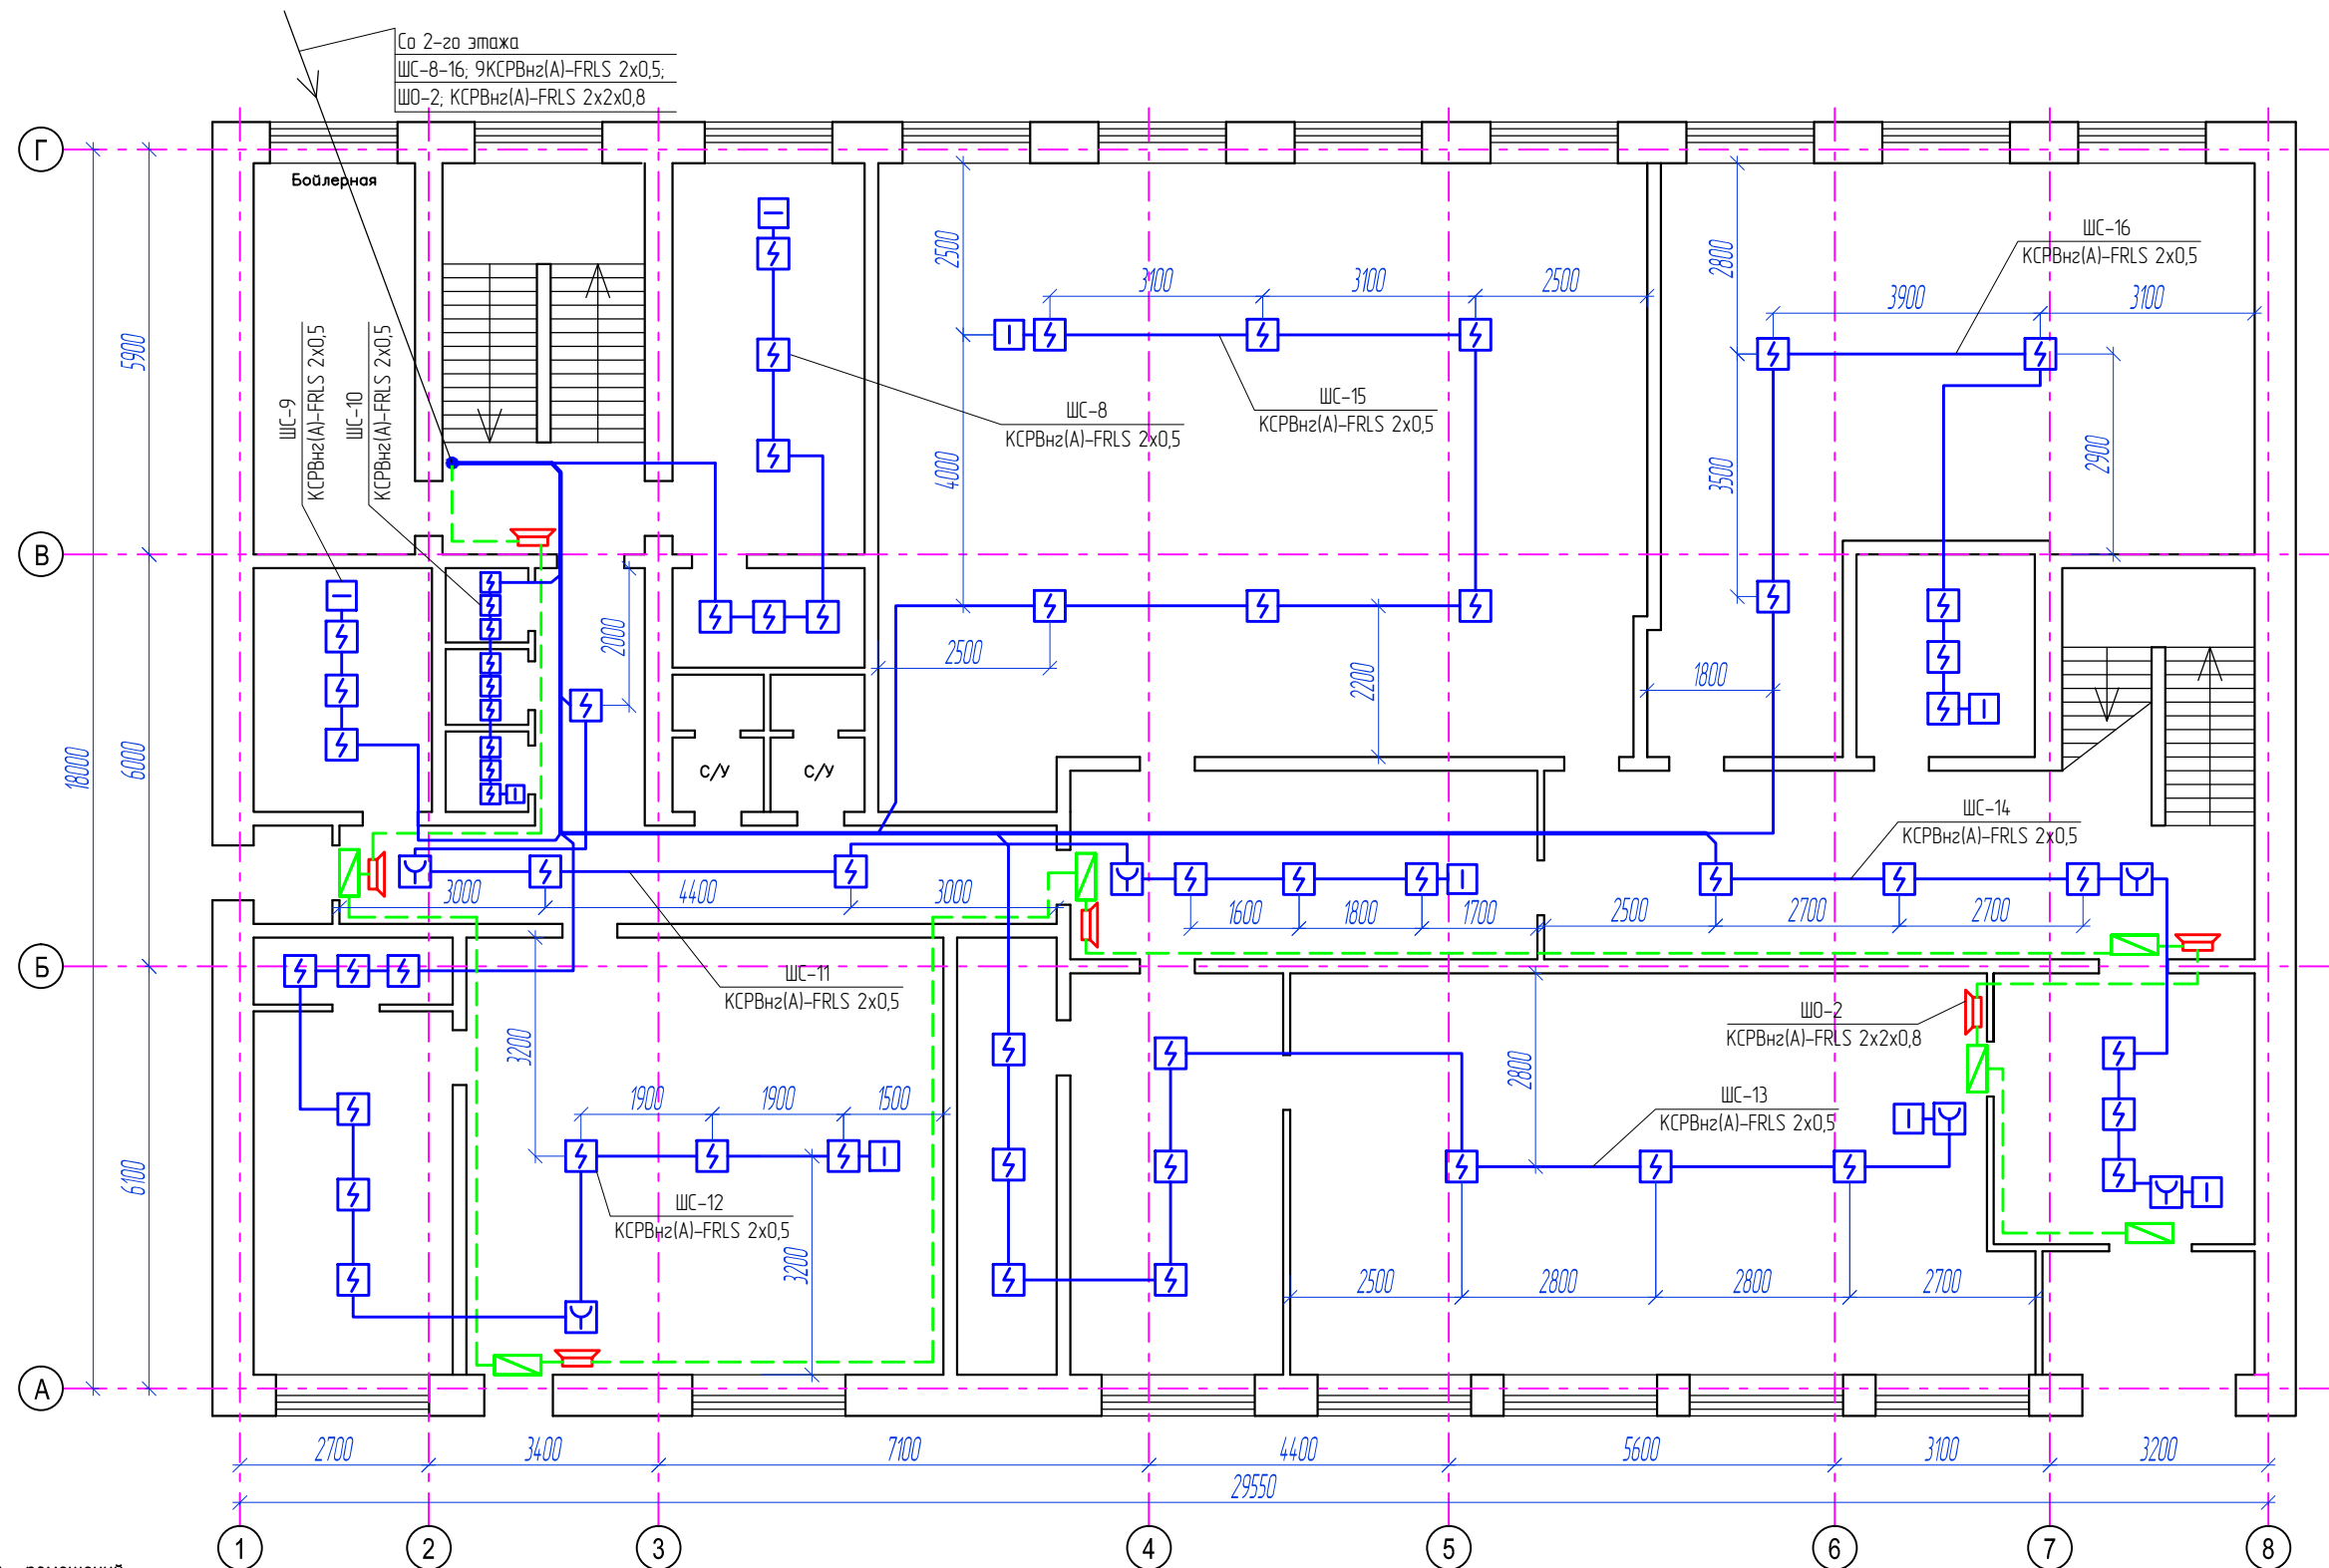 Со 2-го этажа
ШС-8-16; 9КСРВнг(А)-FRLS 2х0,5;
ШО-2; КСРВнг(А)-FRLS 2х2х0,8
Г
Бойлерная
ШС-16
КСРВнг(А)-FRLS 2х0,5
2500
2800
3100
3100
2500
3900
3100
5900
ШС-9
КСРВнг(А)-FRLS 2х0,5
ШС-10
КСРВнг(А)-FRLS 2х0,5
ШС-8
КСРВнг(А)-FRLS 2х0,5
ШС-15
КСРВнг(А)-FRLS 2х0,5
4000
3500
2900
В
2000
2500
2200
1800
18000
6000
С/У
С/У
ШС-14
КСРВнг(А)-FRLS 2х0,5
3000
4400
3000
1600
1800
1700
2500
2700
2700
Б
ШС-11
КСРВнг(А)-FRLS 2х0,5
ШО-2
КСРВнг(А)-FRLS 2х2х0,8
3200
2800
1900
1900
1500
ШС-13
КСРВнг(А)-FRLS 2х0,5
6100
ШС-12
КСРВнг(А)-FRLS 2х0,5
3200
2500
2800
2800
2700
А
2700
3400
7100
4400
5600
3100
3200
29550
1
2
3
4
5
6
7
8